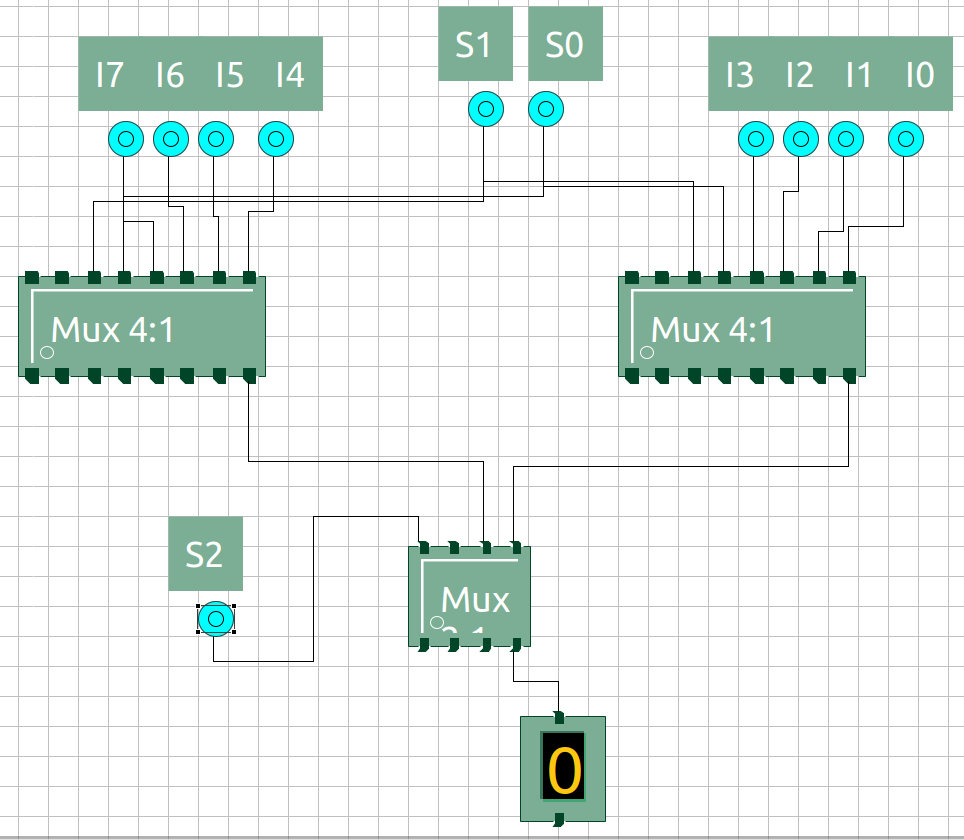 S1 S0
I7 I6 I5 I4
I3 I2 I1 I0
Mux 4:1
Mux 4:1
S2
Mux
0